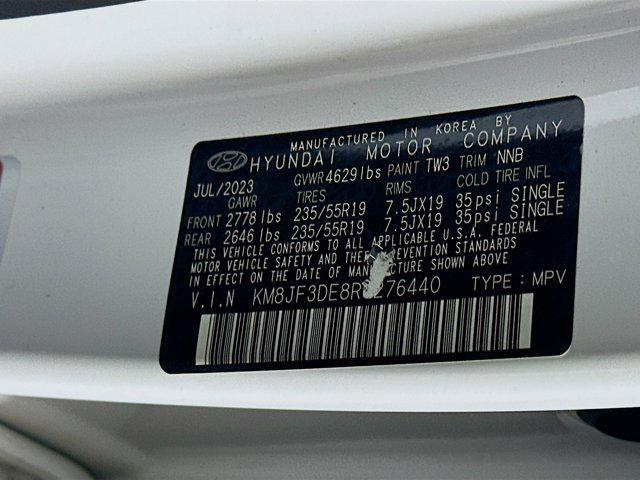 MANUFACTURED IN KOREA BY
HYUNDAI MOTOR COMPANY
JUL/2023 GVWR 4629lbs PAINT TW3 TRIM NNB
GAWR TIRES RIMS COLD TIRE INFL
FRONT 2778 lbs 235/55R19 7.5JX19 35psi SINGLE
REAR 2646 lbs 235/55R19 7.5JX19 35psi SINGLE
THIS VEHICLE CONFORMS TO ALL APPLICABLE U.S.A. FEDERAL
MOTOR VEHICLE SAFETY AND THEFT PREVENTION STANDARDS
IN EFFECT ON THE DATE OF MANUFACTURE SHOWN ABOVE.
V.I.N TYPE : MPV